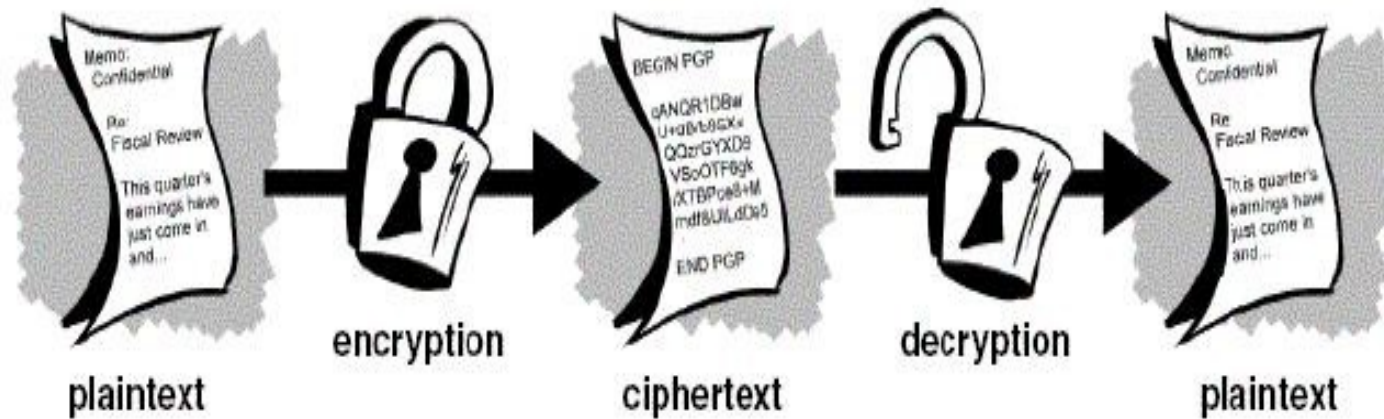 Memo:
Confidential
Re:
Fiscal Review
This quarter's
earnings have
just come in
and...
plaintext
encryption
BEGIN PGP
END PGP
ciphertext
decryption
Memo:
Confidential
Re
Fiscal Review
This quarter's
earnings have
just come in
and...
plaintext